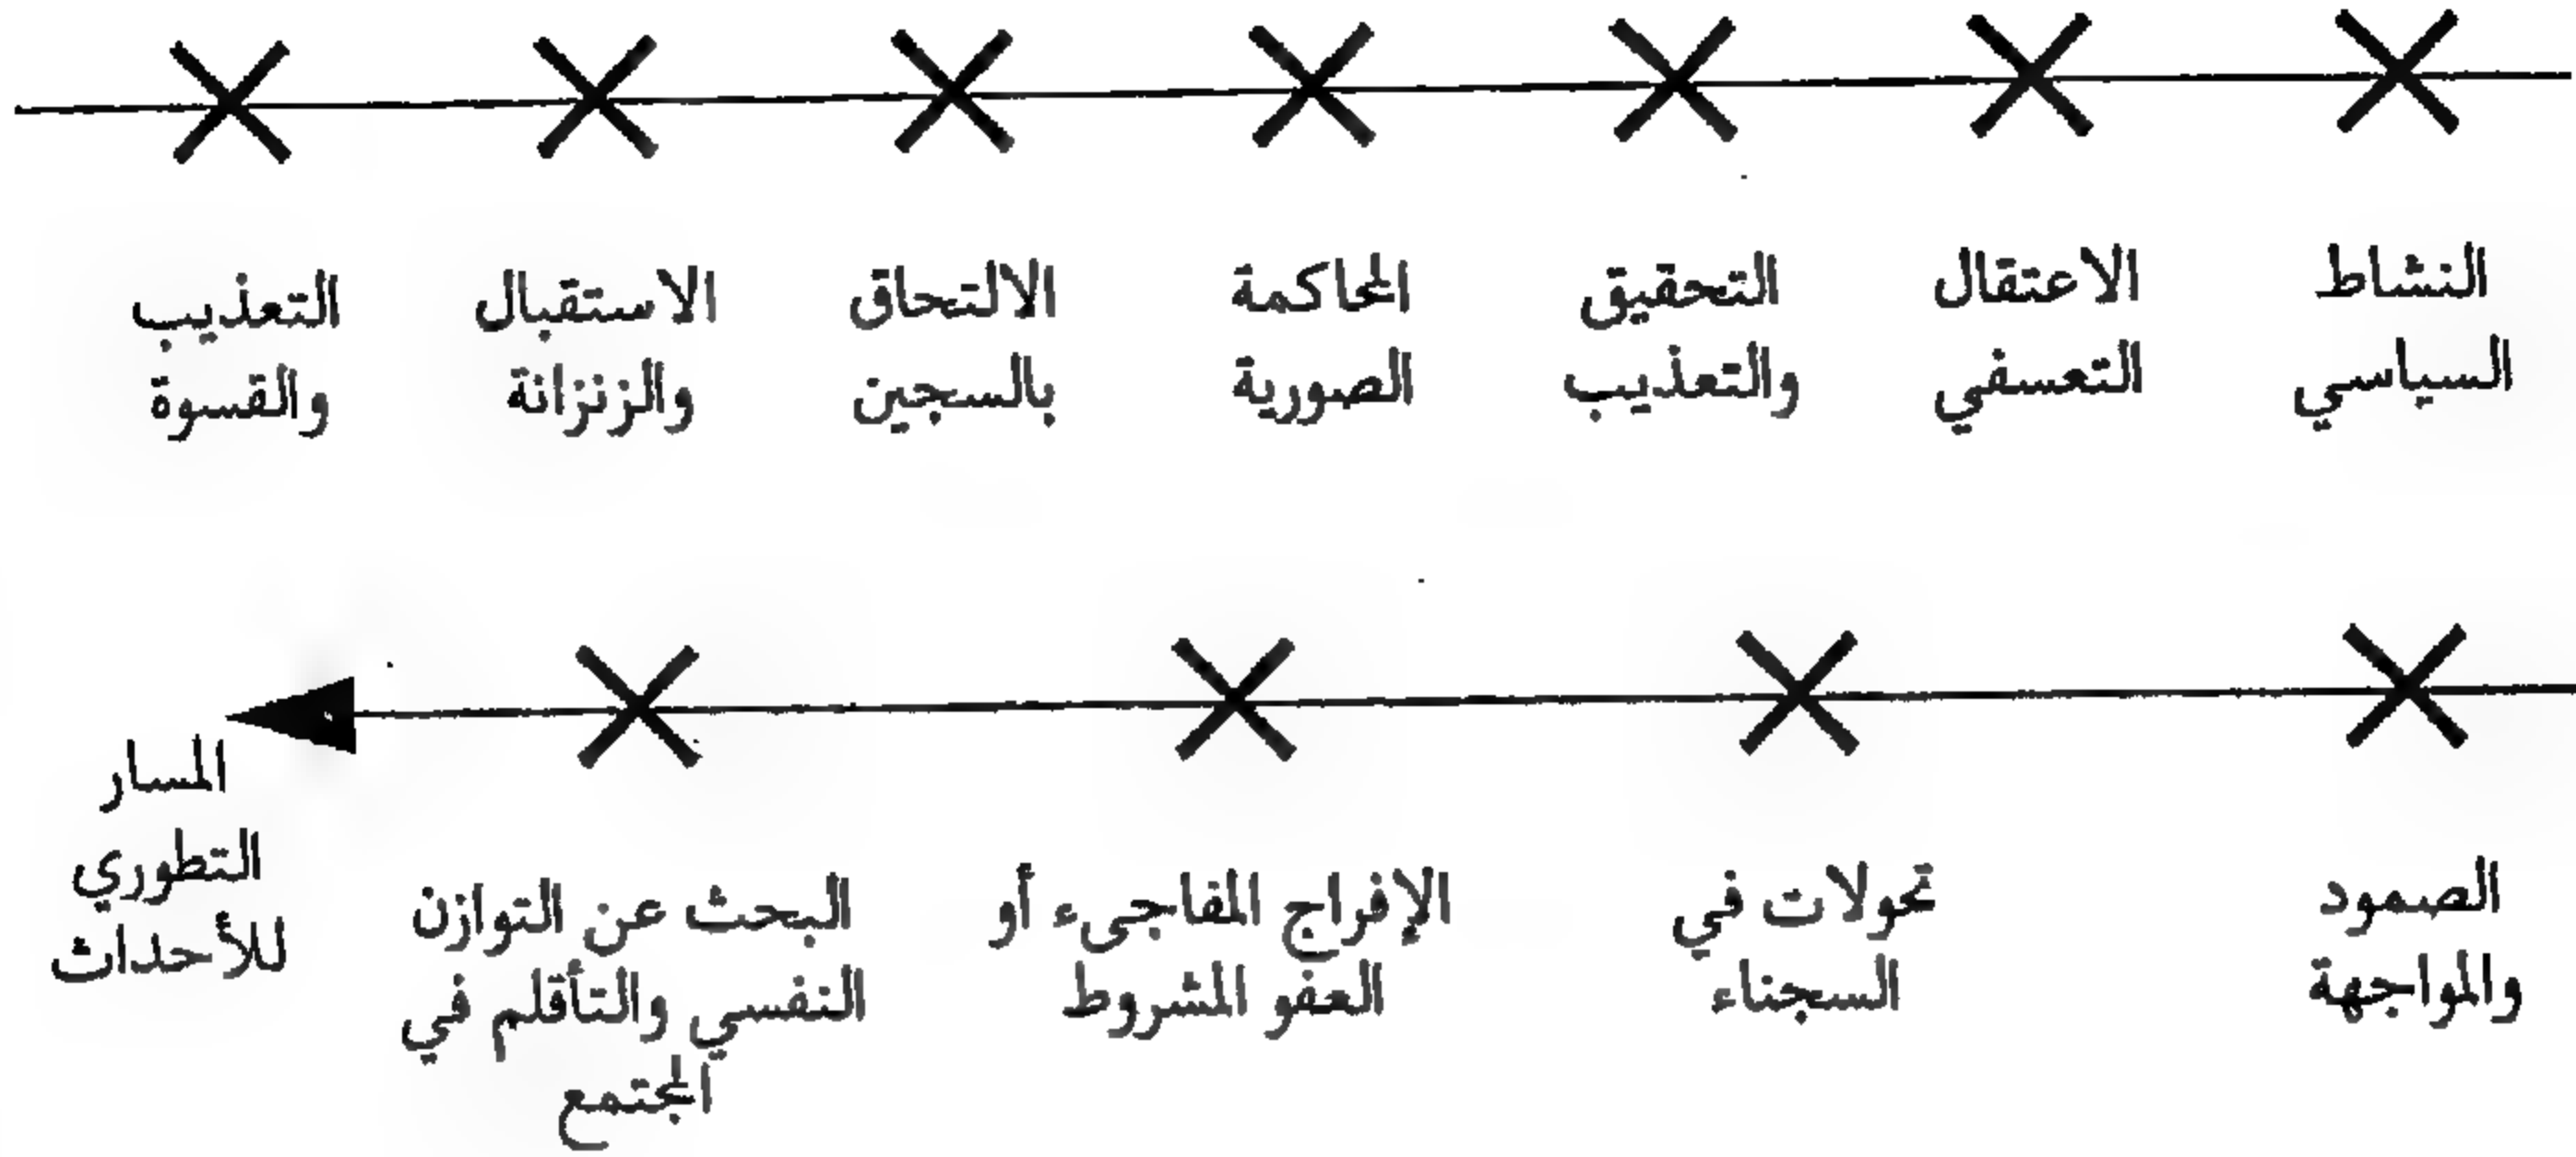 النشاط
السياسي
الاعتقال
التعسفي
التحقيق
والتعذيب
المحاكمة
الصورية
الالتحاق
بالسجين
الاستقبال
والزنزانة
التعذيب
والقسوة
الصمود
والمواجهة
تحولات في
السجناء
الإفراج المفاجىء أو
العفو المشروط
البحث عن التوازن
النفسي والتأقلم في
المجتمع
المسار
التطوري
للأحداث